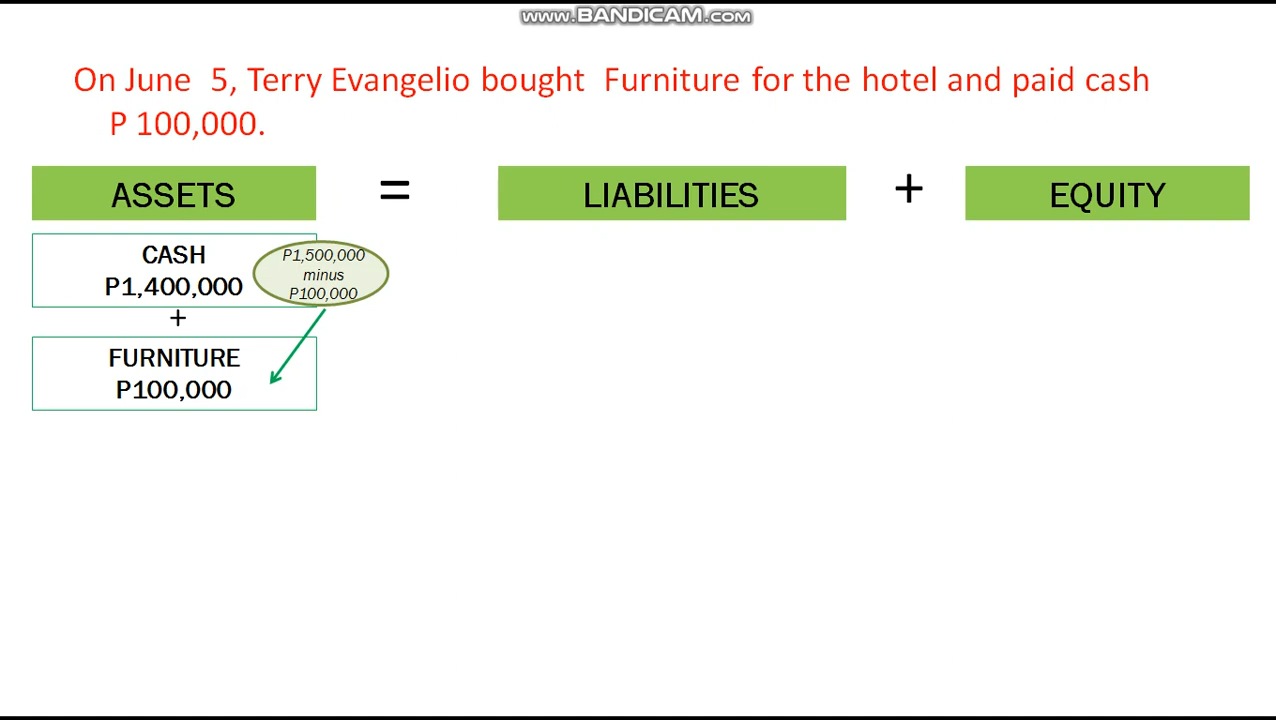 www.BANDICAM.com
On June 5, Terry Evangelio bought Furniture for the hotel and paid cash
P 100,000.
ASSETS = LIABILITIES + EQUITY
CASH
P1,400,000
P1,500,000
minus
P100,000
+
FURNITURE
P100,000